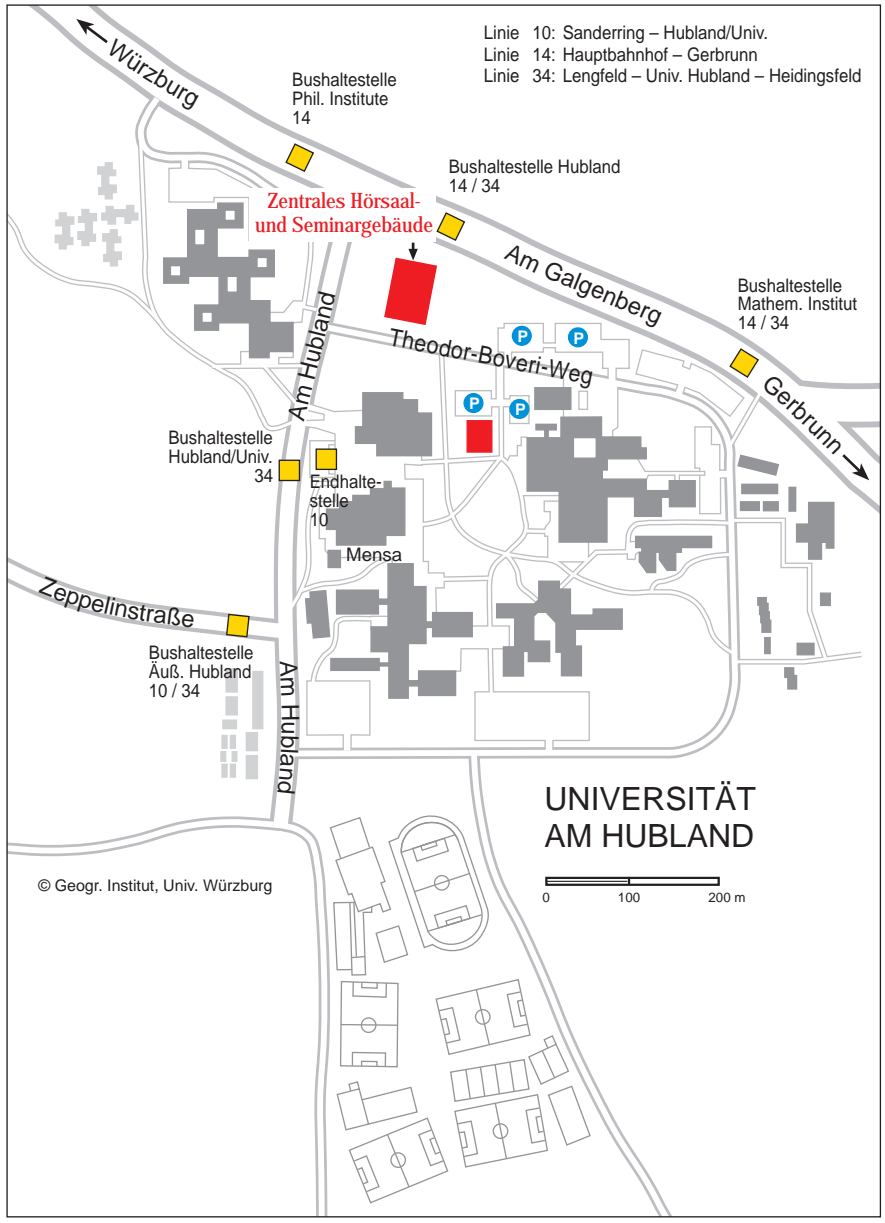 Linie 10: Sanderring – Hubland/Univ.
Linie 14: Hauptbahnhof – Gerbrunn
Linie 34: Lengfeld – Univ. Hubland – Heidingsfeld
Würzburg
Bushaltestelle
Phil. Institute
14
Bushaltestelle Hubland
14 / 34
Zentrales Hörsaal-
und Seminargebäude
Am Galgenberg
Bushaltestelle
Mathem. Institut
14 / 34
Am Hubland
Theodor-Boveri-Weg
P
P
P
P
Gerbrunn
Bushaltestelle
Hubland/Univ.
34
Endhalte-
stelle
10
Mensa
Zeppelinstraße
Bushaltestelle
Äuß. Hubland
10 / 34
Am Hubland
UNIVERSITÄT
AM HUBLAND
© Geogr. Institut, Univ. Würzburg
0 100 200 m